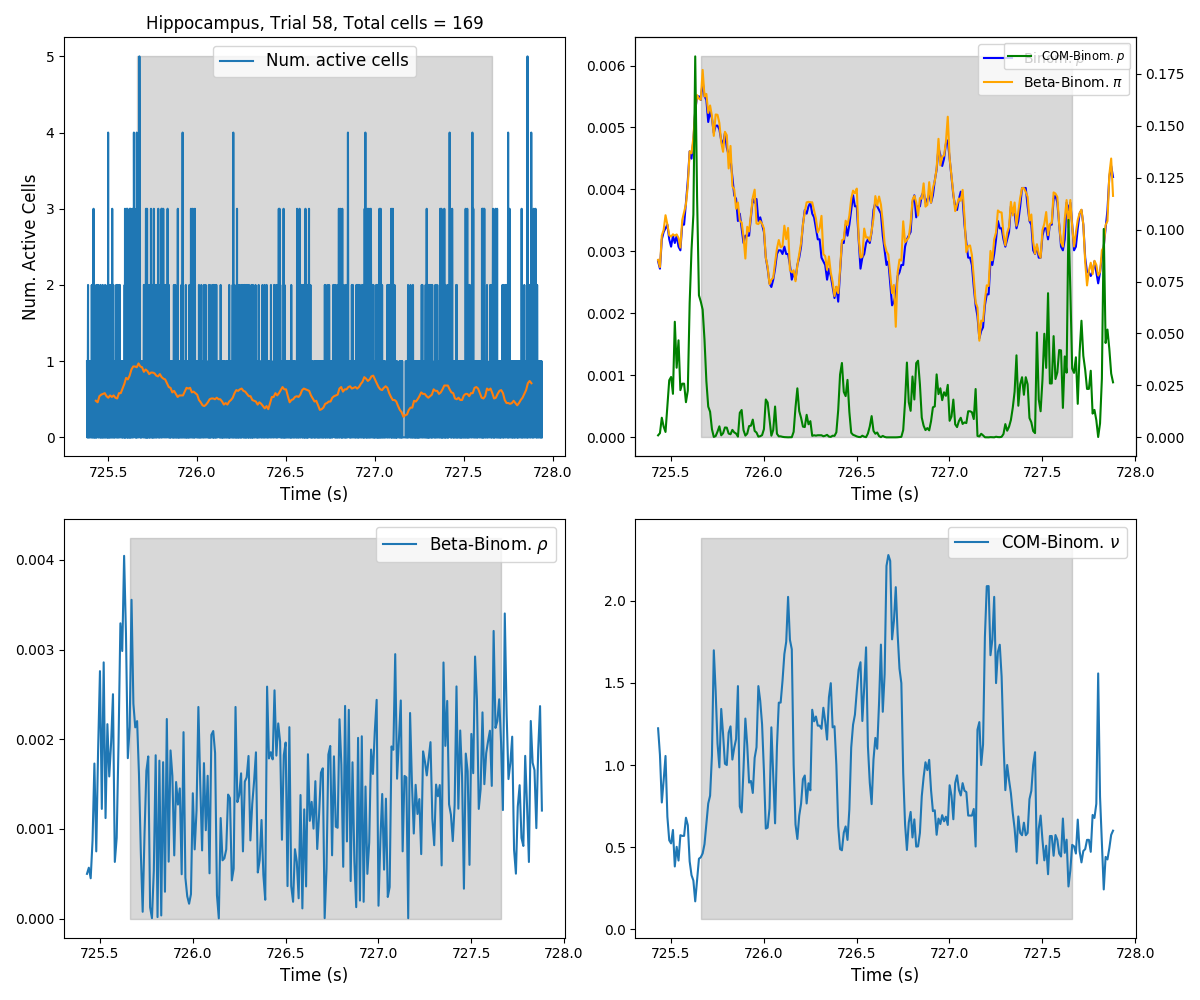 Hippocampus, Trial 58, Total cells = 169
Num. active cells
Num. Active Cells
5
4
3
2
1
0
725.5 726.0 726.5 727.0 727.5 728.0
Time (s)
COM-Binom. p
Beta-Binom. π
0.006
0.005
0.004
0.003
0.002
0.001
0.000
0.175
0.150
0.125
0.100
0.075
0.050
0.025
0.000
725.5 726.0 726.5 727.0 727.5 728.0
Time (s)
Beta-Binom. ρ
0.004
0.003
0.002
0.001
0.000
725.5 726.0 726.5 727.0 727.5 728.0
Time (s)
COM-Binom. ν
2.0
1.5
1.0
0.5
0.0
725.5 726.0 726.5 727.0 727.5 728.0
Time (s)